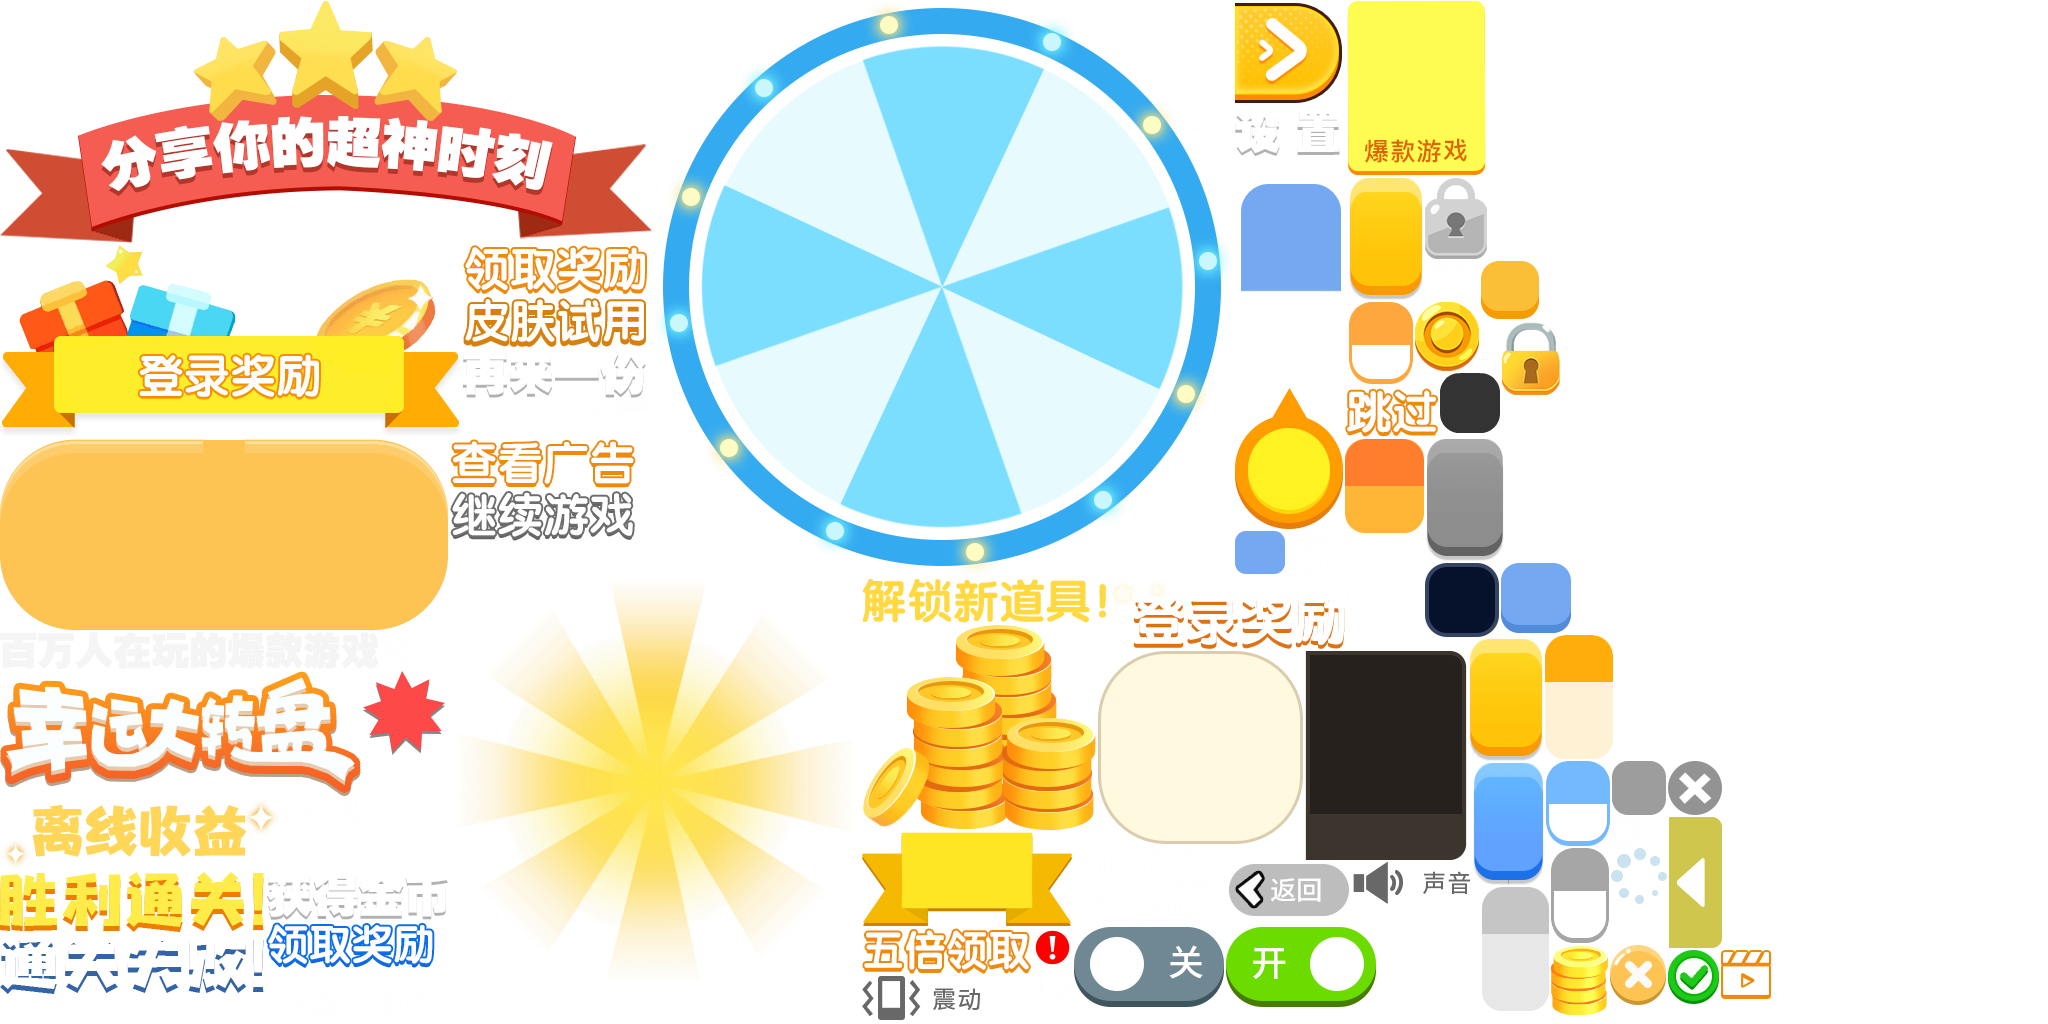 分享你的超神时刻
设置
爆款游戏
领取奖励
皮肤试用
再来一份
登录奖励
跳过
查看广告
继续游戏
解锁新道具!
登录奖励
百万人在玩的爆款游戏
幸运大转盘
离线收益
胜利通关!
获得金币
通关失败!
领取奖励
返回
声音
五倍领取
关
开
震动